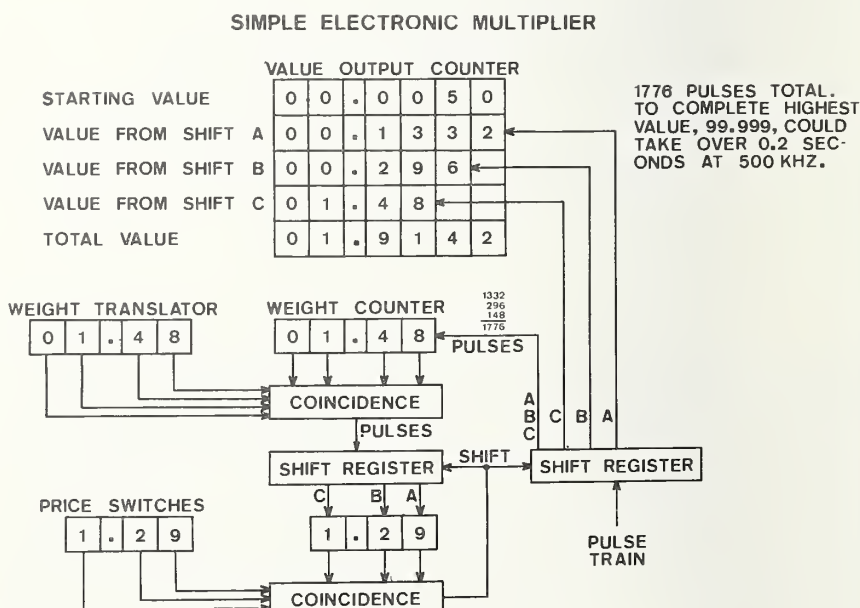 SIMPLE ELECTRONIC MULTIPLIER
VALUE OUTPUT COUNTER
STARTING VALUE 0 0 . 0 0 5 0
VALUE FROM SHIFT A 0 0 . 1 3 3 2
VALUE FROM SHIFT B 0 0 . 2 9 6
VALUE FROM SHIFT C 0 1 . 4 8
TOTAL VALUE 0 1 . 9 1 4 2
1776 PULSES TOTAL.
TO COMPLETE HIGHEST
VALUE, 99.999, COULD
TAKE OVER 0.2 SEC-
ONDS AT 500 KHZ.
WEIGHT TRANSLATOR
0 1 . 4 8
WEIGHT COUNTER
0 1 . 4 8
1332
296
148
1776
PULSES
COINCIDENCE
PULSES
SHIFT REGISTER
SHIFT
A
B
C
C B A
SHIFT REGISTER
PULSE
TRAIN
C B A
PRICE SWITCHES
1 . 2 9
1 . 2 9
COINCIDENCE